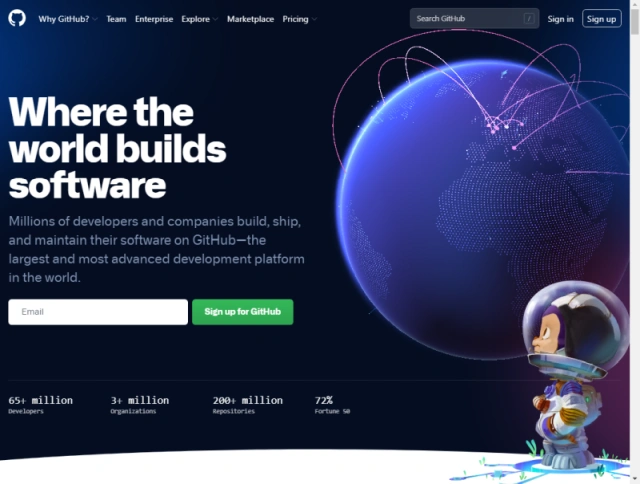 Why GitHub? Team Enterprise Explore Marketplace Pricing Search GitHub / Sign in Sign up
Where the
world builds
software
Millions of developers and companies build, ship,
and maintain their software on GitHub—the
largest and most advanced development platform
in the world.
Email Sign up for GitHub
65+ million 3+ million 200+ million 72%
Developers Organizations Repositories Fortune 50